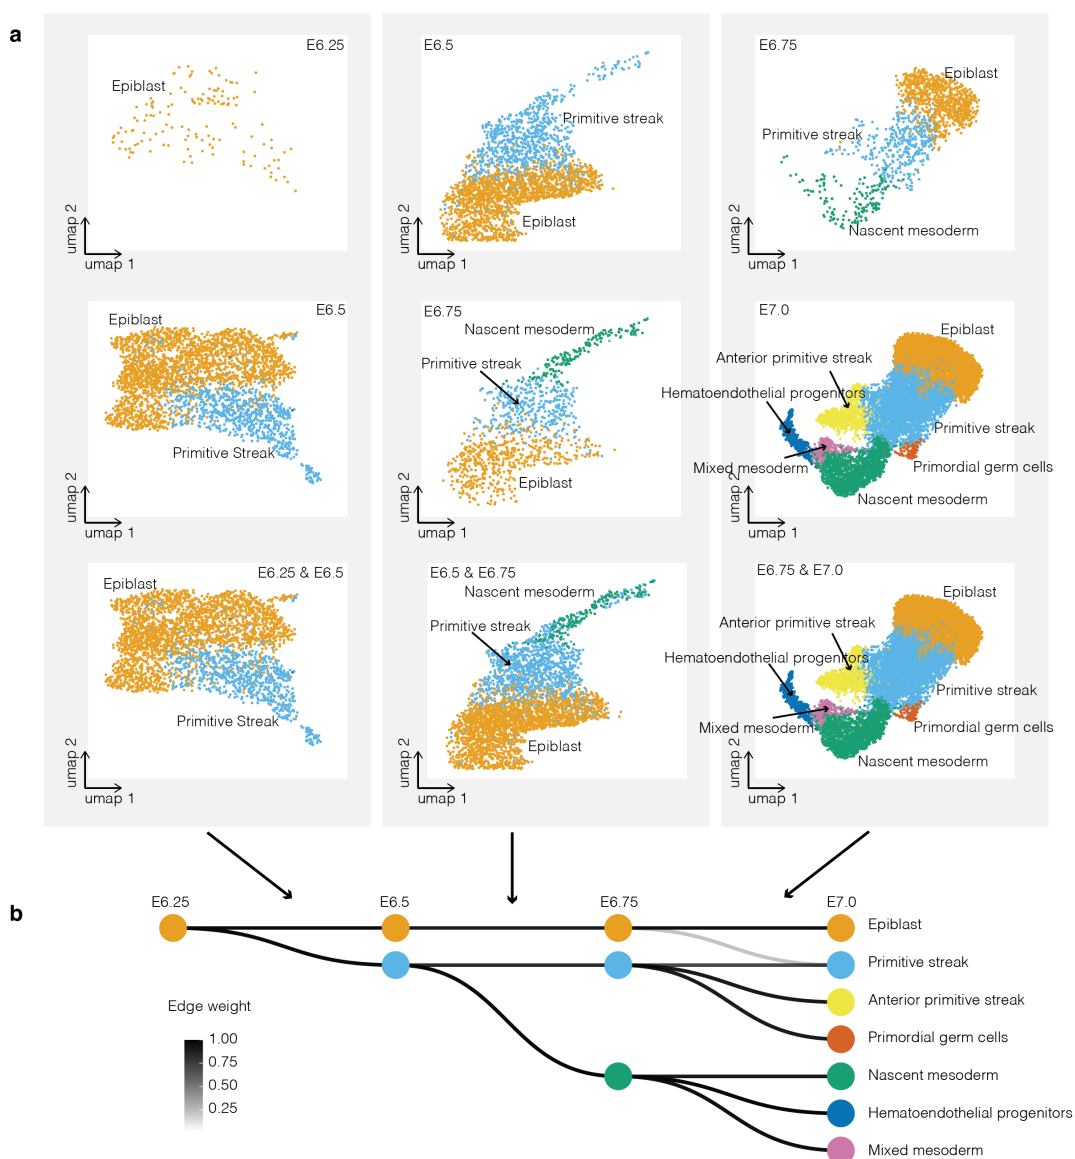 a
E6.25
Epiblast
umap 2
umap 1
E6.5
Primitive streak
Epiblast
umap 2
umap 1
E6.75
Epiblast
Primitive streak
Nascent mesoderm
umap 2
umap 1
E6.5
Epiblast
Primitive Streak
umap 2
umap 1
E6.75
Nascent mesoderm
Primitive streak
Epiblast
umap 2
umap 1
E7.0
Epiblast
Anterior primitive streak
Hematoendothelial progenitors
Primitive streak
Mixed mesoderm
Primordial germ cells
Nascent mesoderm
umap 2
umap 1
E6.25 & E6.5
Epiblast
Primitive Streak
umap 2
umap 1
E6.5 & E6.75
Nascent mesoderm
Primitive streak
Epiblast
umap 2
umap 1
E6.75 & E7.0
Epiblast
Anterior primitive streak
Hematoendothelial progenitors
Primitive streak
Mixed mesoderm
Primordial germ cells
Nascent mesoderm
umap 2
umap 1
b
E6.25
E6.5
E6.75
E7.0
Epiblast
Primitive streak
Anterior primitive streak
Primordial germ cells
Nascent mesoderm
Hematoendothelial progenitors
Mixed mesoderm
Edge weight
1.00
0.75
0.50
0.25